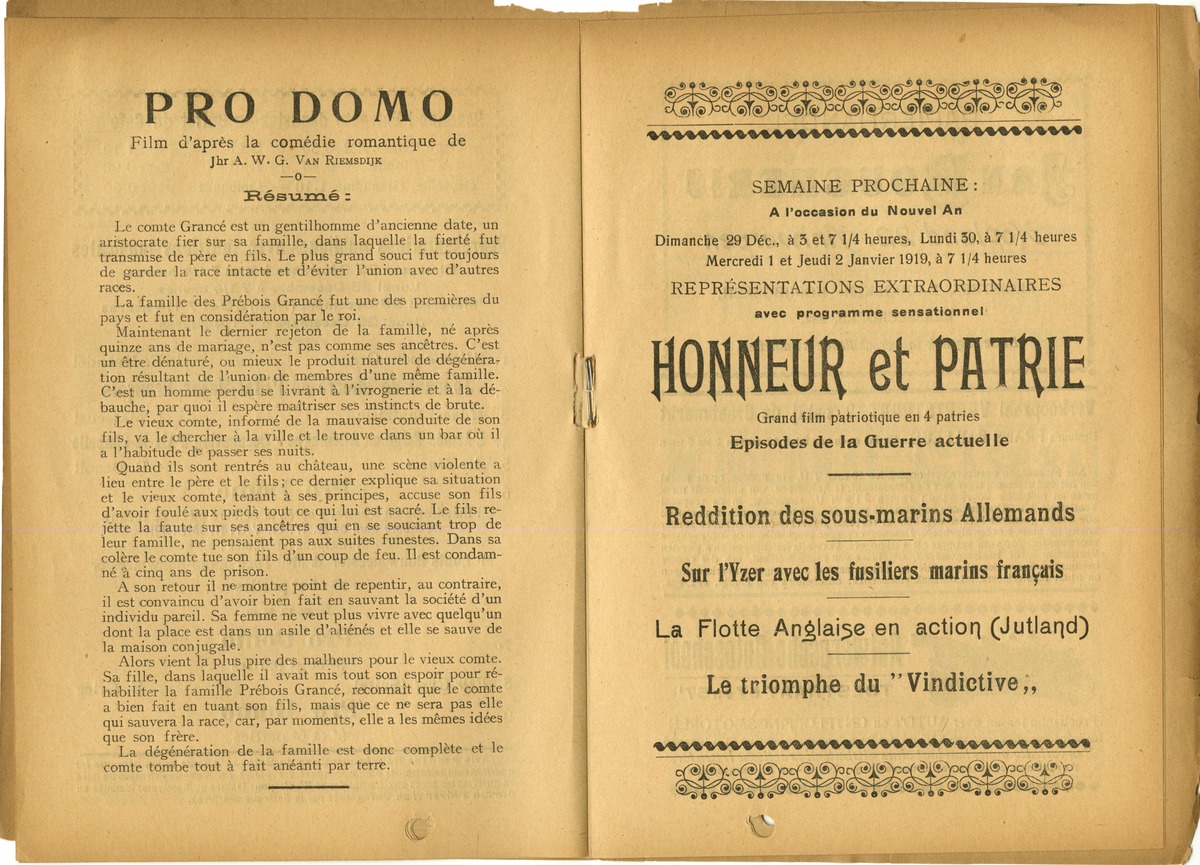 PRO DOMO
Film d'après la comédie romantique de
Jhr A. W. G. VAN RIEMSDIJK
—o—
Résumé :
Le comte Grancé est un gentilhomme d'ancienne date, un
aristocrate fier sur sa famille, dans laquelle la fierté fut
transmise de père en fils. Le plus grand souci fut toujours
de garder la race intacte et d'éviter l'union avec d'autres
races.
La famille des Prébois Grancé fut une des premières du
pays et fut en considération par le roi.
Maintenant le dernier rejeton de la famille, né après
quinze ans de mariage, n'est pas comme ses ancêtres. C'est
un être dénaturé, ou mieux le produit naturel de dégénéra-
tion résultant de l'union de membres d'une même famille.
C'est un homme perdu se livrant à l'ivrognerie et à la dé-
bauche, par quoi il espère maîtriser ses instincts de brute.
Le vieux comte, informé de la mauvaise conduite de son
fils, va le chercher à la ville et le trouve dans un bar où il
a l'habitude de passer ses nuits.
Quand ils sont rentrés au château, une scène violente a
lieu entre le père et le fils ; ce dernier explique sa situation
et le vieux comte, tenant à ses principes, accuse son fils
d'avoir foulé aux pieds tout ce qui lui est sacré. Le fils re-
jette la faute sur ses ancêtres qui en se souciant trop de
leur famille, ne pensaient pas aux suites funestes. Dans sa
colère le comte tue son fils d'un coup de feu. Il est condam-
né à cinq ans de prison.
A son retour il ne montre point de repentir, au contraire,
il est convaincu d'avoir bien fait en sauvant la société d'un
individu pareil. Sa femme ne veut plus vivre avec quelqu'un
dont la place est dans un asile d'aliénés et elle se sauve de
la maison conjugale.
Alors vient la plus pire des malheurs pour le vieux comte.
Sa fille, dans laquelle il avait mis tout son espoir pour ré-
habiliter la famille Prébois Grancé, reconnaît que le comte
a bien fait en tuant son fils, mais que ce ne sera pas elle
qui sauvera la race, car, par moments, elle a les mêmes idées
que son frère.
La dégénération de la famille est donc complète et le
comte tombe tout à fait anéanti par terre.
SEMAINE PROCHAINE :
A l'occasion du Nouvel An
Dimanche 29 Déc., à 3 et 7 1/4 heures, Lundi 30, à 7 1/4 heures
Mercredi 1 et Jeudi 2 Janvier 1919, à 7 1/4 heures
REPRÉSENTATIONS EXTRAORDINAIRES
avec programme sensationnel
HONNEUR et PATRIE
Grand film patriotique en 4 patries
Episodes de la Guerre actuelle
Reddition des sous-marins Allemands
Sur l'Yzer avec les fusiliers marins français
La Flotte Anglaise en action (Jutland)
Le triomphe du "Vindictive,,